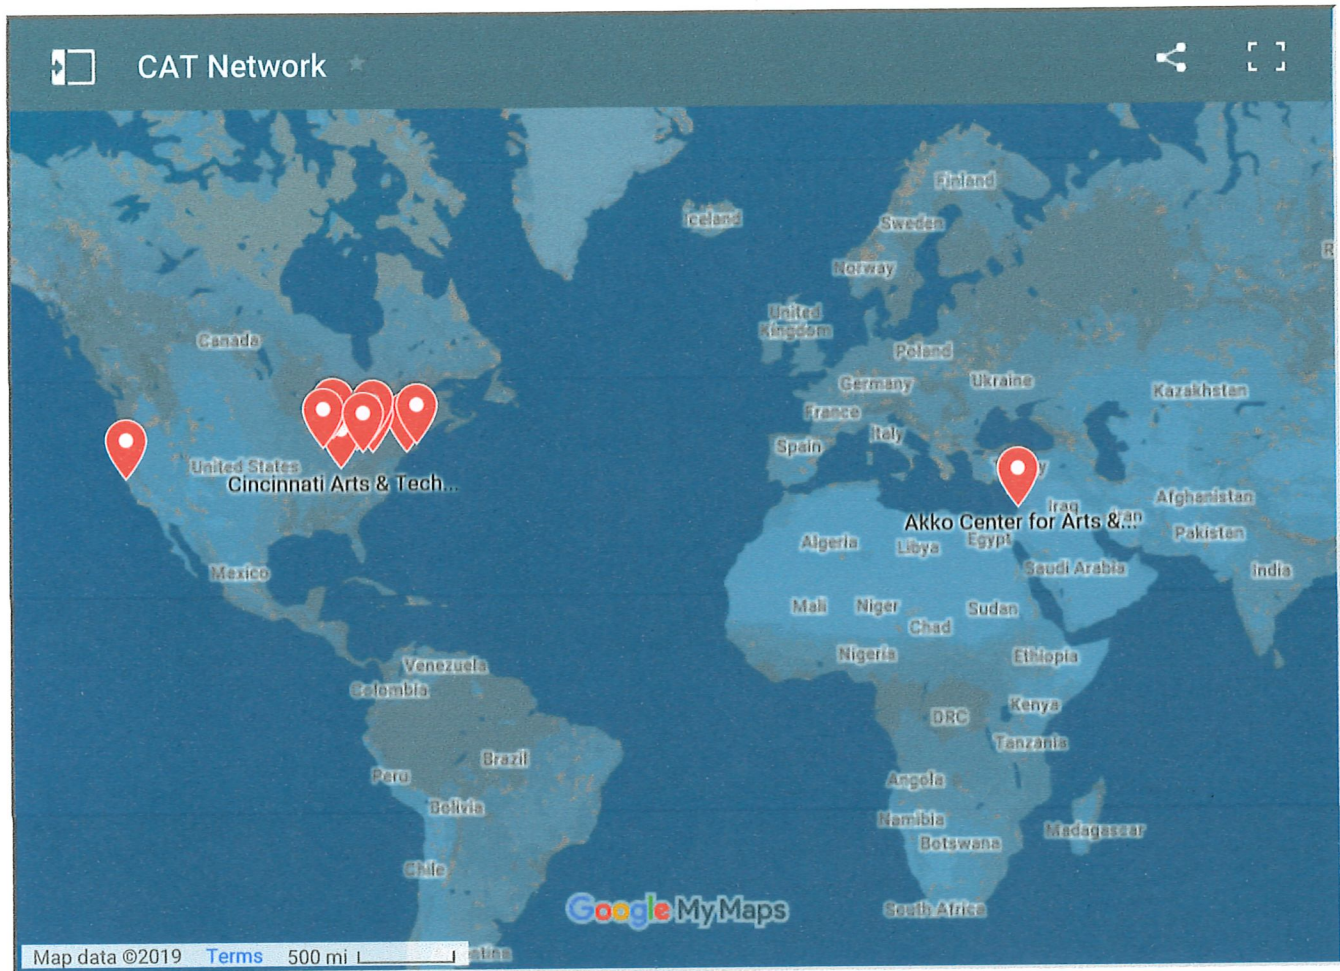 CAT Network
Finland
Iceland
Sweden
Norway
United
Kingdom
Canada
Poland
Germany
Ukraine
Kazakhstan
France
Italy
Spain
United States
Cincinnati Arts & Tech...
Afghanistan
Iraq
Akko Center for Arts &...
Pakistan
Algeria
Libya
Egypt
Saudi Arabia
India
Mexico
Mali
Niger
Sudan
Chad
Nigeria
Ethiopia
Venezuela
Colombia
Kenya
DRC
Tanzania
Brazil
Peru
Angola
Bolivia
Namibia
Madagascar
Botswana
Chile
Google My Maps
South Africa
Map data ©2019 Terms 500 mi